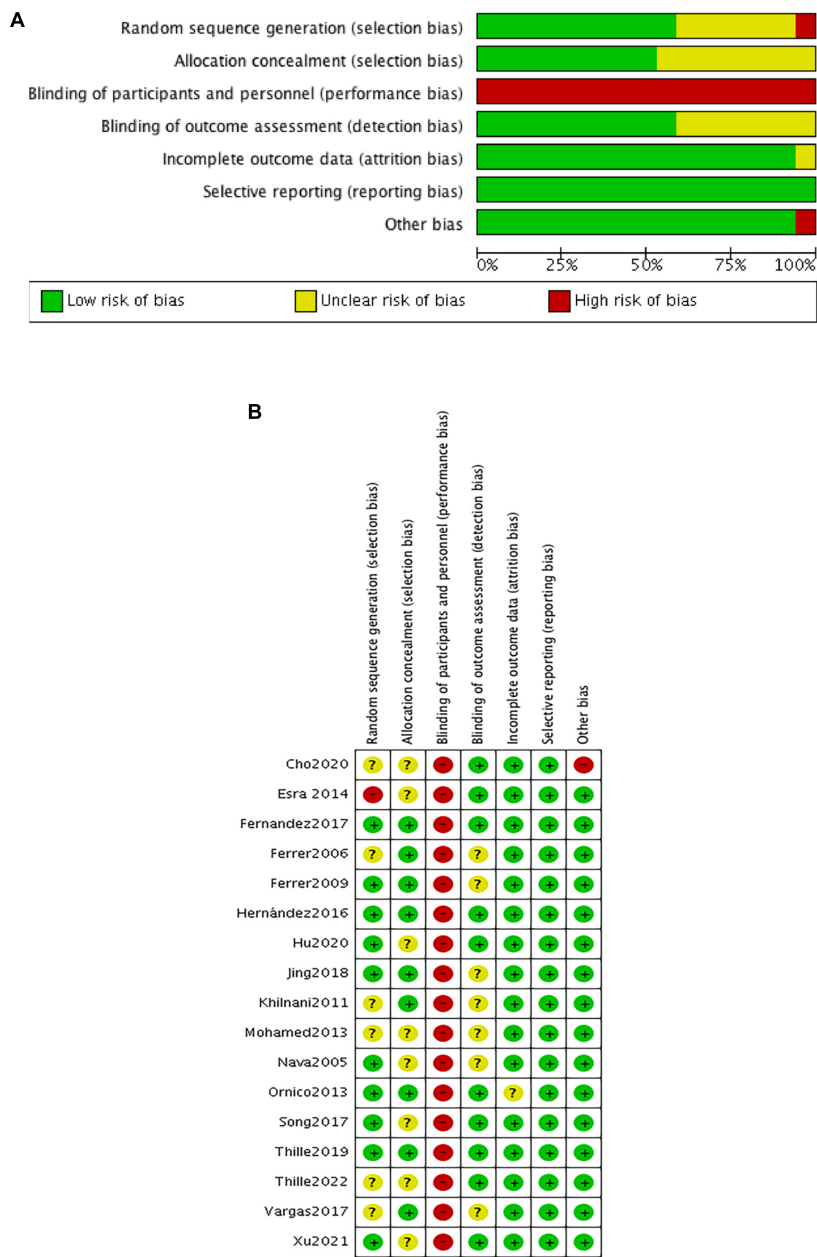 A
Random sequence generation (selection bias)
Allocation concealment (selection bias)
Blinding of participants and personnel (performance bias)
Blinding of outcome assessment (detection bias)
Incomplete outcome data (attrition bias)
Selective reporting (reporting bias)
Other bias
0% 25% 50% 75% 100%
Low risk of bias Unclear risk of bias High risk of bias
B
Random sequence generation (selection bias)
Allocation concealment (selection bias)
Blinding of participants and personnel (performance bias)
Blinding of outcome assessment (detection bias)
Incomplete outcome data (attrition bias)
Selective reporting (reporting bias)
Other bias
Cho2020 ? ? - + + + -
Esra 2014 - ? - + + + +
Fernandez2017 + + - + + + +
Ferrer2006 ? + - ? + + +
Ferrer2009 + + - ? + + +
Hernández2016 + + - + + + +
Hu2020 + ? - + + + +
Jing2018 + + - ? + + +
Khilnani2011 ? + - ? + + +
Mohamed2013 ? ? - ? + + +
Nava2005 + ? - ? + + +
Ornico2013 + + - + ? + +
Song2017 + ? - + + + +
Thille2019 + + - + + + +
Thille2022 ? ? - + + + +
Vargas2017 ? + - ? + + +
Xu2021 + ? - + + + +